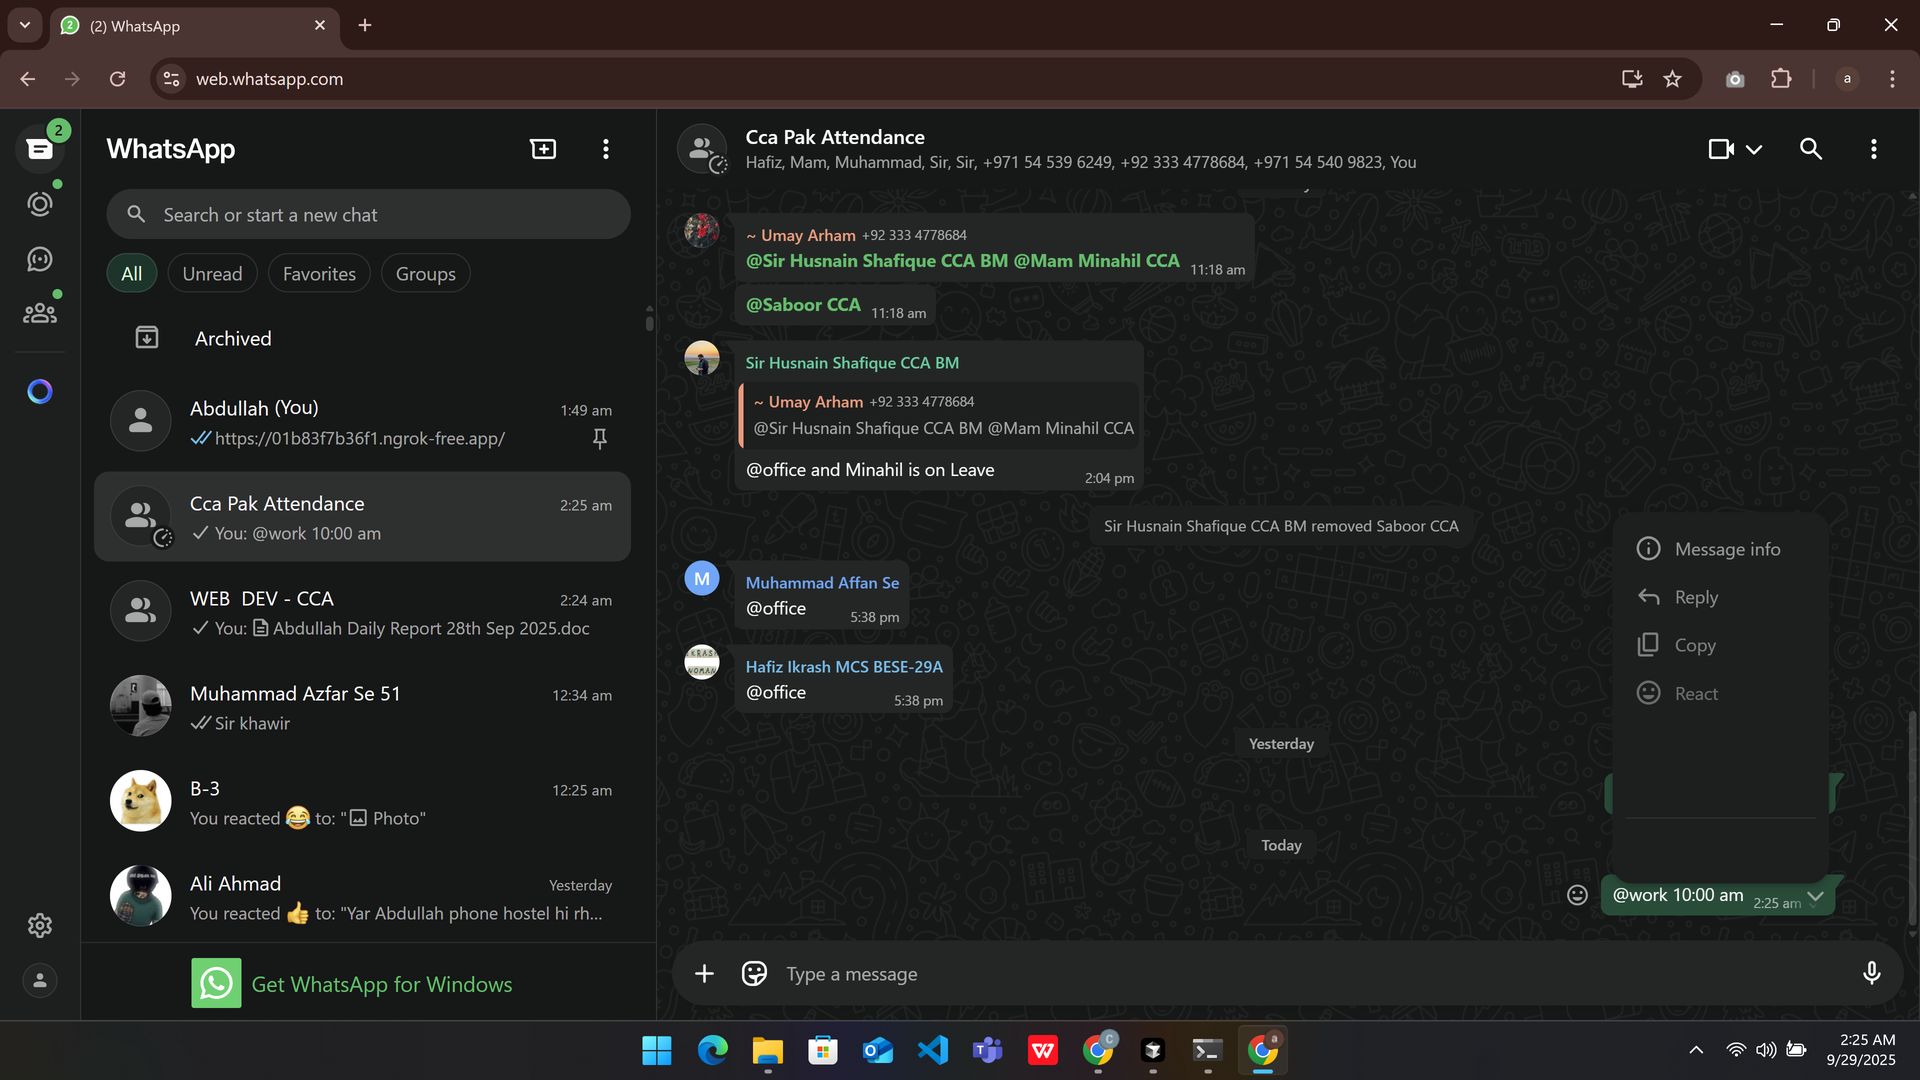 (2) WhatsApp
web.whatsapp.com
a
2
WhatsApp
Search or start a new chat
All
Unread
Favorites
Groups
Archived
Abdullah (You)
1:49 am
https://01b83f7b36f1.ngrok-free.app/
Cca Pak Attendance
2:25 am
You: @work 10:00 am
WEB DEV - CCA
2:24 am
You: Abdullah Daily Report 28th Sep 2025.doc
Muhammad Azfar Se 51
12:34 am
Sir khawir
B-3
12:25 am
You reacted 😂 to: " Photo"
Ali Ahmad
Yesterday
You reacted 👍 to: "Yar Abdullah phone hostel hi rh...
Get WhatsApp for Windows
Cca Pak Attendance
Hafiz, Mam, Muhammad, Sir, Sir, +971 54 539 6249, +92 333 4778684, +971 54 540 9823, You
~ Umay Arham +92 333 4778684
@Sir Husnain Shafique CCA BM @Mam Minahil CCA
11:18 am
@Saboor CCA
11:18 am
Sir Husnain Shafique CCA BM
~ Umay Arham +92 333 4778684
@Sir Husnain Shafique CCA BM @Mam Minahil CCA
@office and Minahil is on Leave
2:04 pm
Sir Husnain Shafique CCA BM removed Saboor CCA
M
Muhammad Affan Se
@office
5:38 pm
Hafiz Ikrash MCS BESE-29A
@office
5:38 pm
Yesterday
Today
Message info
Reply
Copy
React
@work 10:00 am
2:25 am
Type a message
2:25 AM
9/29/2025